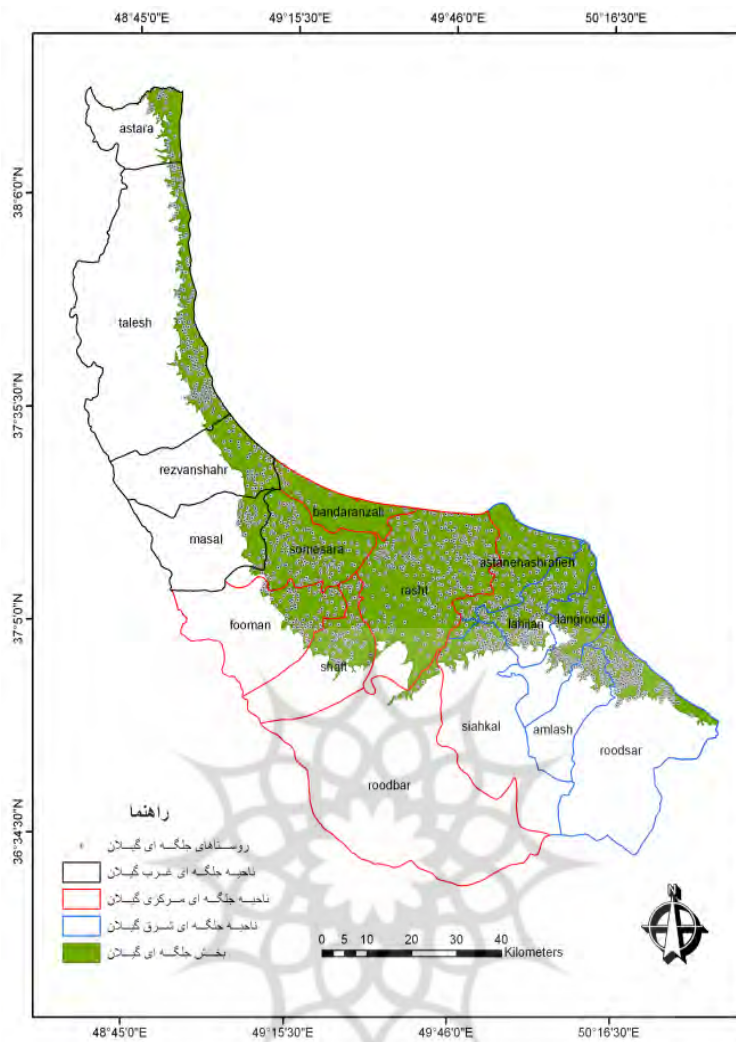 48°45'0"E 49°15'30"E 49°46'0"E 50°16'30"E
38°6'0"N
37°35'30"N
37°5'0"N
36°34'30"N
astara
talesh
rezvanshahr
masal
bandaranzali
somesara
rasht
astanehashrafieh
fooman
shaft
lahijan
langrood
siahkal
amlash
roodsar
roodbar
راهنما
روستاهای جلگه ای گیلان
ناحیه جلگه ای غرب گیلان
ناحیه جلگه ای مرکزی گیلان
ناحیه جلگه ای شرق گیلان
بخش جلگه ای گیلان
0 5 10 20 30 40
Kilometers
N
48°45'0"E 49°15'30"E 49°46'0"E 50°16'30"E